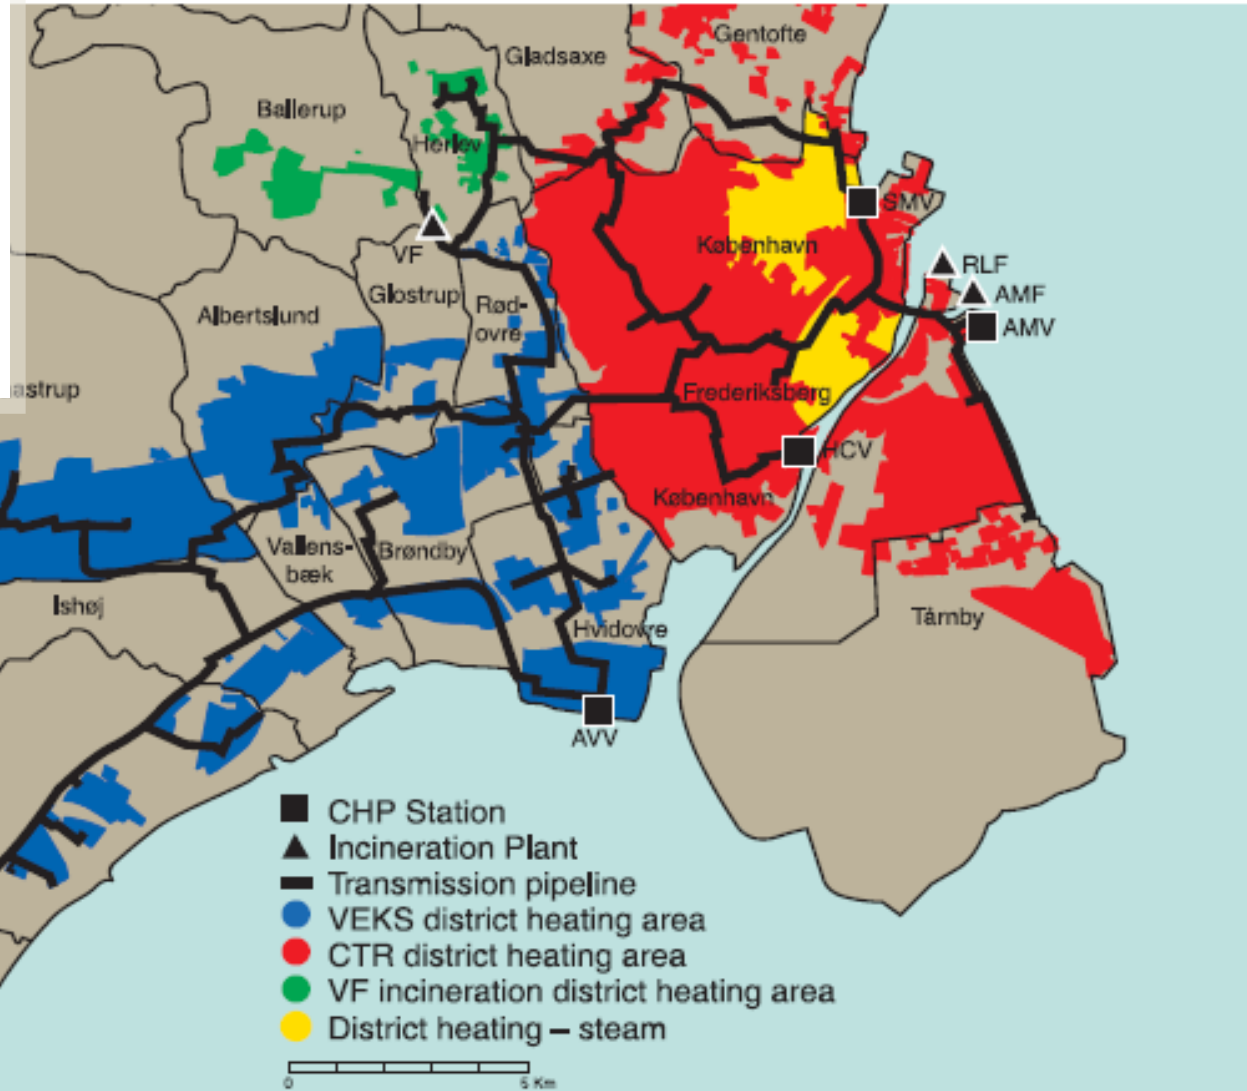 Gentofte
Gladsaxe
Ballerup
Herlev
SMV
København
VF
RLF
Glostrup
AMF
Rød-
ovre
Albertslund
AMV
astrup
Frederiksberg
HCV
København
Vallens-
bæk
Brøndby
Ishøj
Tårnby
Hvidovre
AVV
CHP Station
Incineration Plant
Transmission pipeline
VEKS district heating area
CTR district heating area
VF incineration district heating area
District heating – steam
0 5 Km